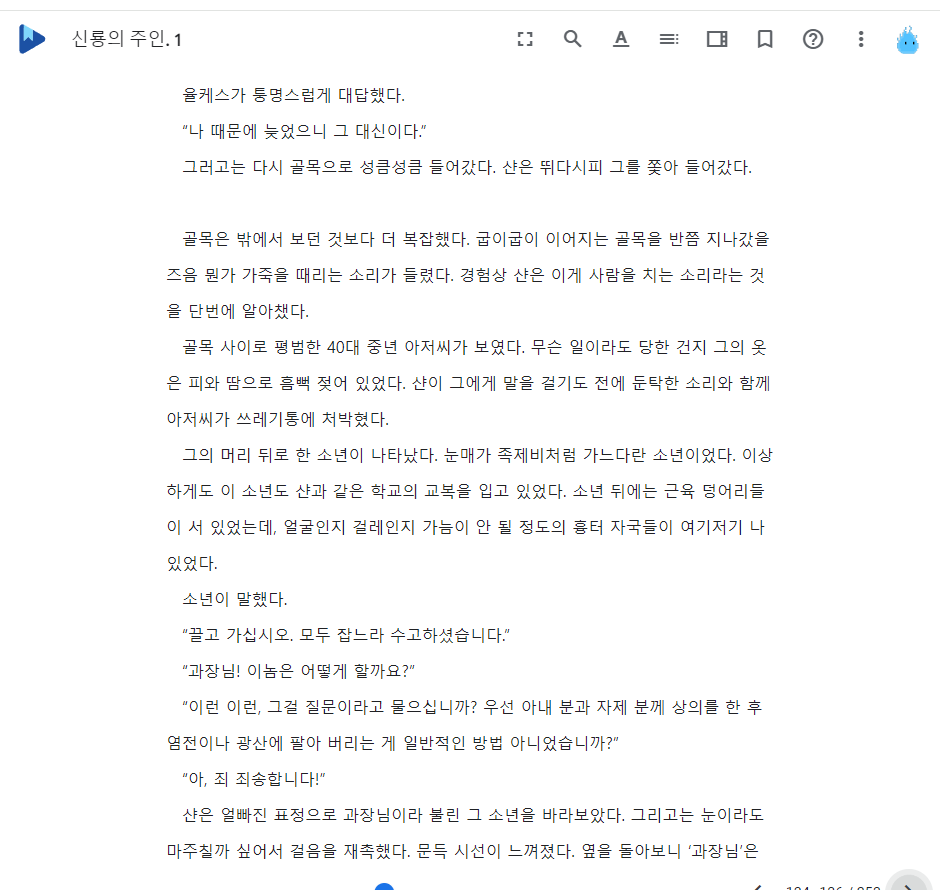 신룡의 주인. 1
율케스가 퉁명스럽게 대답했다.
“나 때문에 늦었으니 그 대신이다.”
그러고는 다시 골목으로 성큼성큼 들어갔다. 샨은 뛰다시피 그를 쫓아 들어갔다.
골목은 밖에서 보던 것보다 더 복잡했다. 굽이굽이 이어지는 골목을 반쯤 지나갔을
즈음 뭔가 가죽을 때리는 소리가 들렸다. 경험상 샨은 이게 사람을 치는 소리라는 것
을 단번에 알아챘다.
골목 사이로 평범한 40대 중년 아저씨가 보였다. 무슨 일이라도 당한 건지 그의 옷
은 피와 땀으로 흠뻑 젖어 있었다. 샨이 그에게 말을 걸기도 전에 둔탁한 소리와 함께
아저씨가 쓰레기통에 처박혔다.
그의 머리 뒤로 한 소년이 나타났다. 눈매가 족제비처럼 가느다란 소년이었다. 이상
하게도 이 소년도 샨과 같은 학교의 교복을 입고 있었다. 소년 뒤에는 근육 덩어리들
이 서 있었는데, 얼굴인지 걸레인지 가늠이 안 될 정도의 흉터 자국들이 여기저기 나
있었다.
소년이 말했다.
“끌고 가십시오. 모두 잡느라 수고하셨습니다.”
“과장님! 이놈은 어떻게 할까요?”
“이런 이런, 그걸 질문이라고 물으십니까? 우선 아내 분과 자제 분께 상의를 한 후
염전이나 광산에 팔아 버리는 게 일반적인 방법 아니었습니까?”
“아, 죄 죄송합니다!”
샨은 얼빠진 표정으로 과장님이라 불린 그 소년을 바라보았다. 그리고는 눈이라도
마주칠까 싶어서 걸음을 재촉했다. 문득 시선이 느껴졌다. 옆을 돌아보니 ‘과장님’은